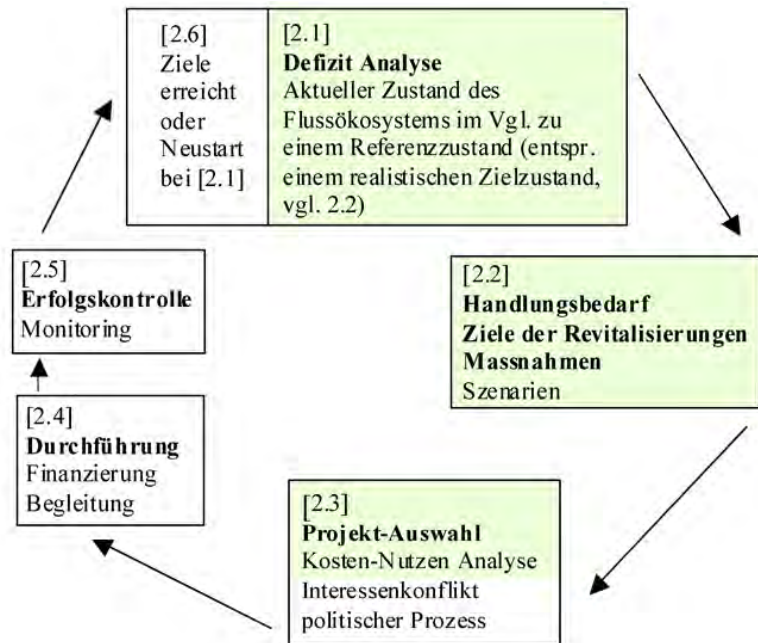 [2.6]
Ziele
erreicht
oder
Neustart
bei [2.1]
[2.1]
Defizit Analyse
Aktueller Zustand des
Flussökosystems im Vgl. zu
einem Referenzzustand (entspr.
einem realistischen Zielzustand,
vgl. 2.2)
[2.2]
Handlungsbedarf
Ziele der Revitalisierungen
Massnahmen
Szenarien
[2.3]
Projekt-Auswahl
Kosten-Nutzen Analyse
Interessenkonflikt
politischer Prozess
[2.4]
Durchführung
Finanzierung
Begleitung
[2.5]
Erfolgskontrolle
Monitoring